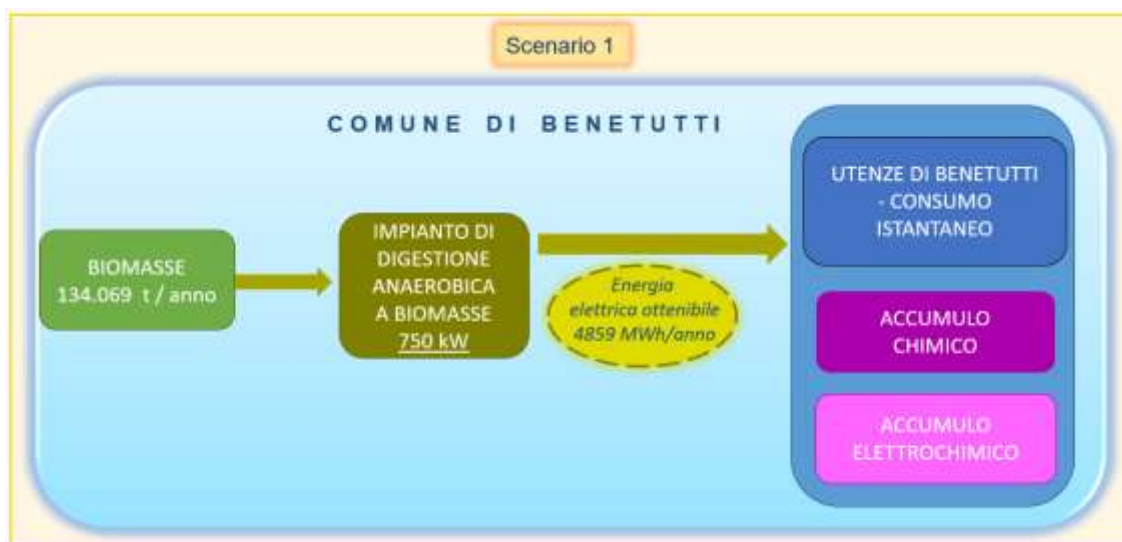 Scenario 1
COMUNE DI BENETUTTI
BIOMASSE
134.069 t / anno
IMPIANTO DI
DIGESTIONE
ANAEROBICA
A BIOMASSE
750 kW
Energia
elettrica ottenibile
4859 MWh/anno
UTENZE DI BENETUTTI
- CONSUMO
ISTANTANEO
ACCUMULO
CHIMICO
ACCUMULO
ELETTROCHIMICO